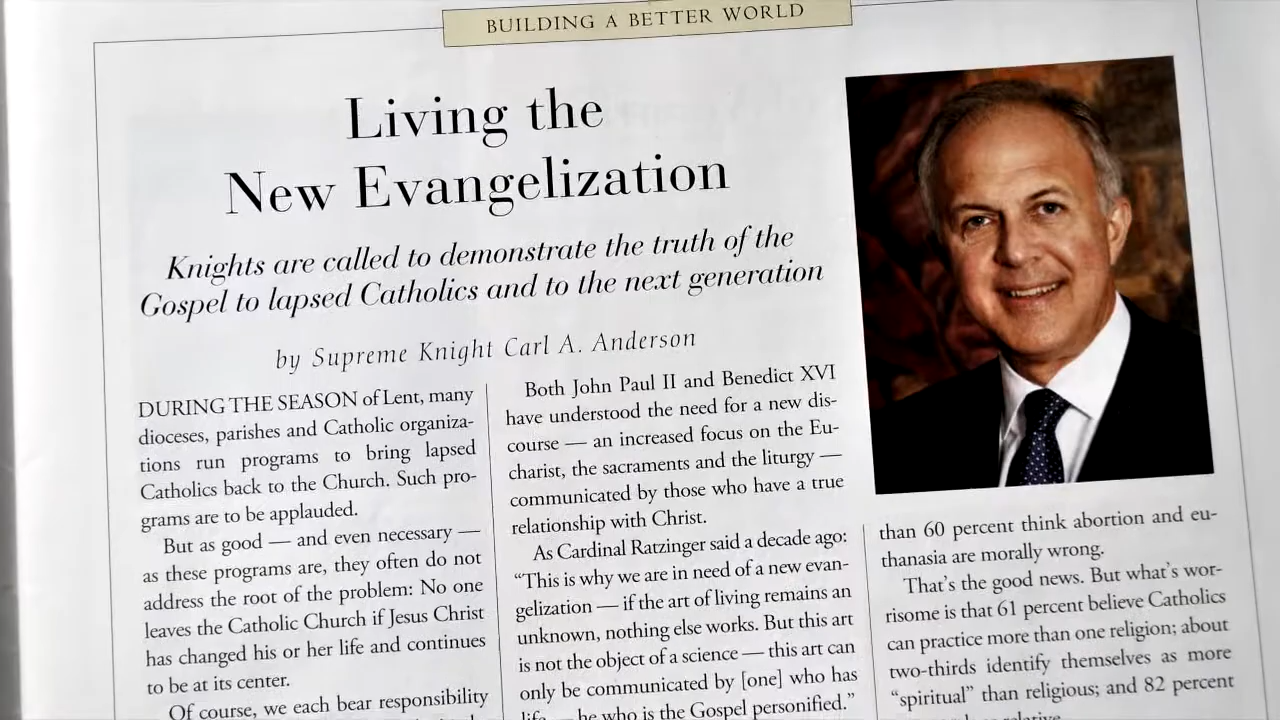 BUILDING A BETTER WORLD
Living the
New Evangelization
Knights are called to demonstrate the truth of the
Gospel to lapsed Catholics and to the next generation
by Supreme Knight Carl A. Anderson
DURING THE SEASON of Lent, many
dioceses, parishes and Catholic organiza-
tions run programs to bring lapsed
Catholics back to the Church. Such pro-
grams are to be applauded.
But as good — and even necessary —
as these programs are, they often do not
address the root of the problem: No one
leaves the Catholic Church if Jesus Christ
has changed his or her life and continues
to be at its center.
Of course, we each bear responsibility
Both John Paul II and Benedict XVI
have understood the need for a new dis-
course — an increased focus on the Eu-
charist, the sacraments and the liturgy —
communicated by those who have a true
relationship with Christ.
As Cardinal Ratzinger said a decade ago:
“This is why we are in need of a new evan-
gelization — if the art of living remains an
unknown, nothing else works. But this art
is not the object of a science — this art can
only be communicated by [one] who has
life — he who is the Gospel personified.”
than 60 percent think abortion and eu-
thanasia are morally wrong.
That’s the good news. But what’s wor-
risome is that 61 percent believe Catholics
can practice more than one religion; about
two-thirds identify themselves as more
“spiritual” than religious; and 82 percent
relative